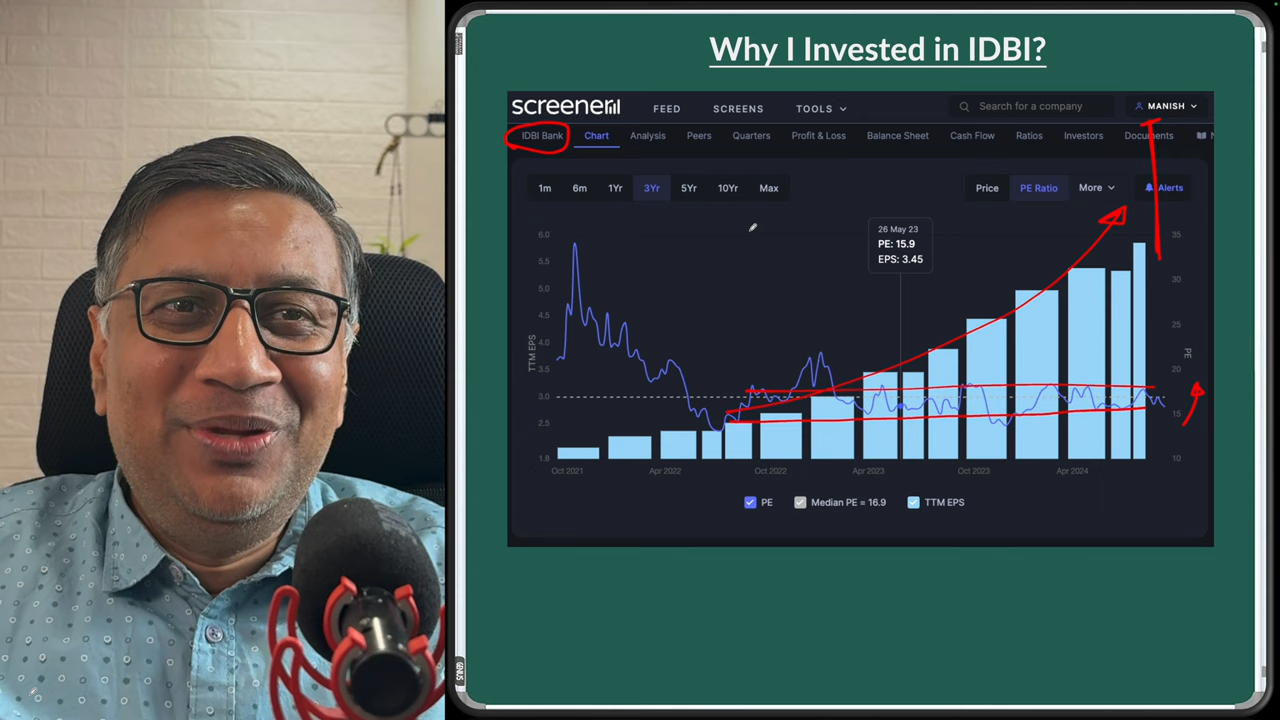 Why I Invested in IDBI?
screener
FEED
SCREENS
TOOLS
Search for a company
MANISH
IDBI Bank
Chart
Analysis
Peers
Quarters
Profit & Loss
Balance Sheet
Cash Flow
Ratios
Investors
Documents
N
1m
6m
1Yr
3Yr
5Yr
10Yr
Max
Price
PE Ratio
More
Alerts
26 May 23
PE: 15.9
EPS: 3.45
6.0
5.5
5.0
4.5
4.0
3.5
3.0
2.5
1.8
TTM EPS
35
30
25
20
15
10
PE
Oct 2021
Apr 2022
Oct 2022
Apr 2023
Oct 2023
Apr 2024
PE
Median PE = 16.9
TTM EPS
GENIUS